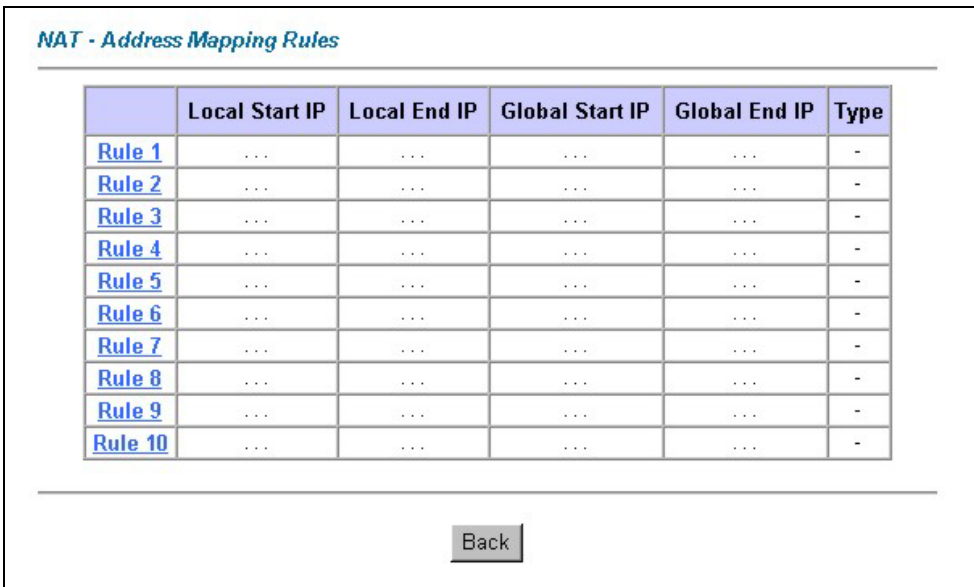 NAT - Address Mapping Rules
Local Start IP Local End IP Global Start IP Global End IP Type
Rule 1 ... ... ... ... -
Rule 2 ... ... ... ... -
Rule 3 ... ... ... ... -
Rule 4 ... ... ... ... -
Rule 5 ... ... ... ... -
Rule 6 ... ... ... ... -
Rule 7 ... ... ... ... -
Rule 8 ... ... ... ... -
Rule 9 ... ... ... ... -
Rule 10 ... ... ... ... -
Back